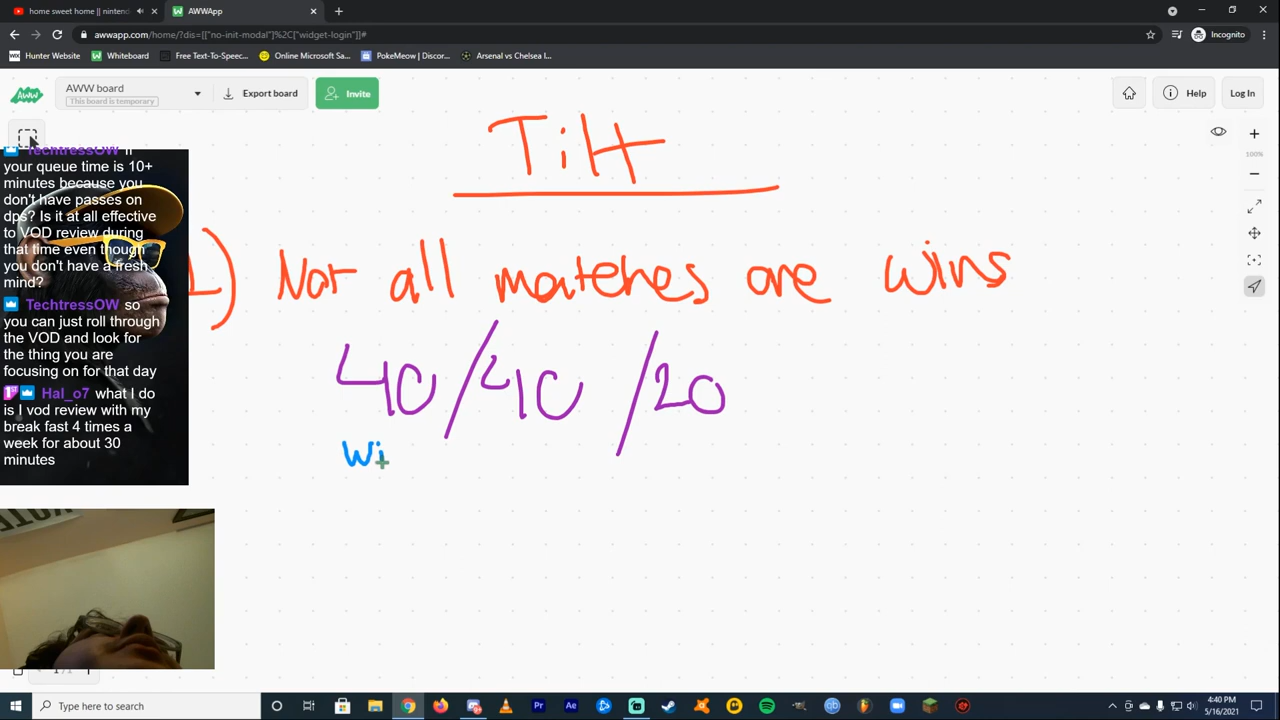 home sweet home || nintend
AWWApp
awwapp.com/home/?dis=[["no-init-modal"]%2C["widget-login"]]#
Incognito
Hunter Website
Whiteboard
Free Text-To-Speec...
Online Microsoft Sa...
PokeMeow | Discor...
Arsenal vs Chelsea I...
AWW
AWW board
This board is temporary
Export board
Invite
Help
Log In
100%
TechtressOW If
your queue time is 10+
minutes because you
don't have passes on
dps? Is it at all effective
to VOD review during
that time even though
you don't have a fresh
mind?
TechtressOW so
you can just roll through
the VOD and look for
the thing you are
focusing on for that day
Hal_o7 what I do
is I vod review with my
break fast 4 times a
week for about 30
minutes
Tilt
1) Not all matches are wins
40/40/20
Wi
Type here to search
4:40 PM
5/16/2021